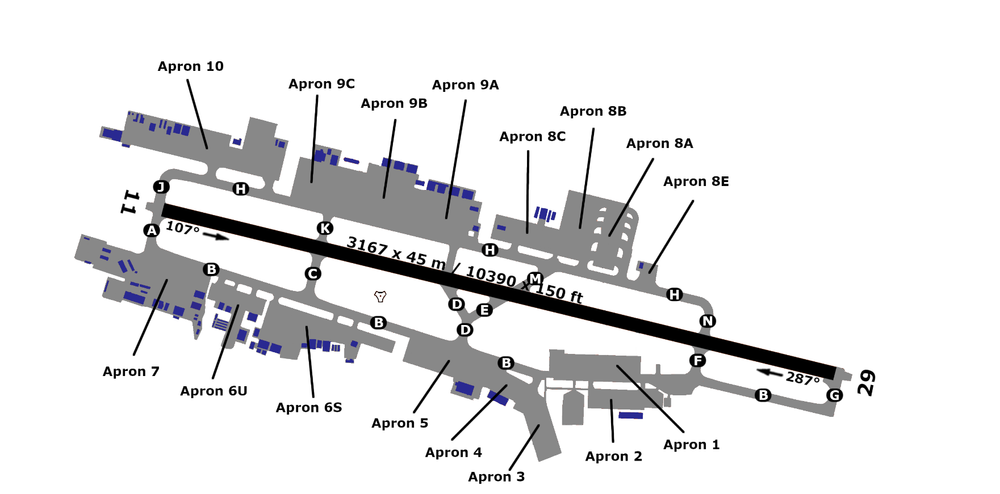 Apron 10
Apron 9C
Apron 9A
Apron 9B
Apron 8B
Apron 8C
Apron 8A
Apron 8E
J
H
11
107°
A
K
3167 x 45 m / 10390 x 150 ft
H
B
C
M
H
D
E
N
B
D
F
B
287°
29
B
G
Apron 7
Apron 6U
Apron 6S
Apron 5
Apron 4
Apron 1
Apron 2
Apron 3